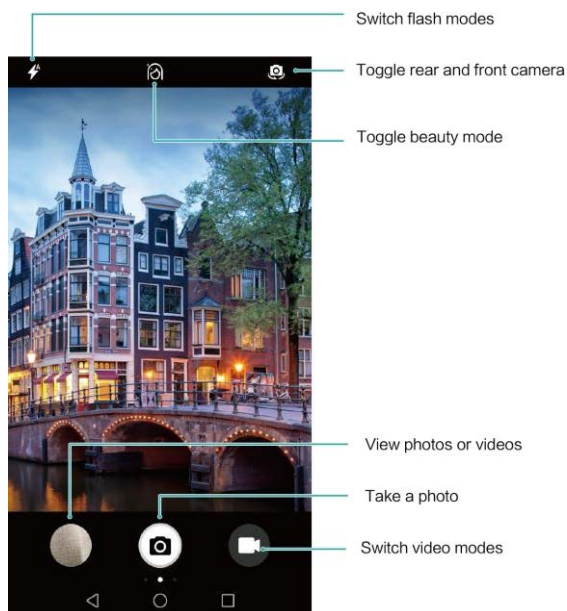 Switch flash modes
Toggle rear and front camera
Toggle beauty mode
View photos or videos
Take a photo
Switch video modes